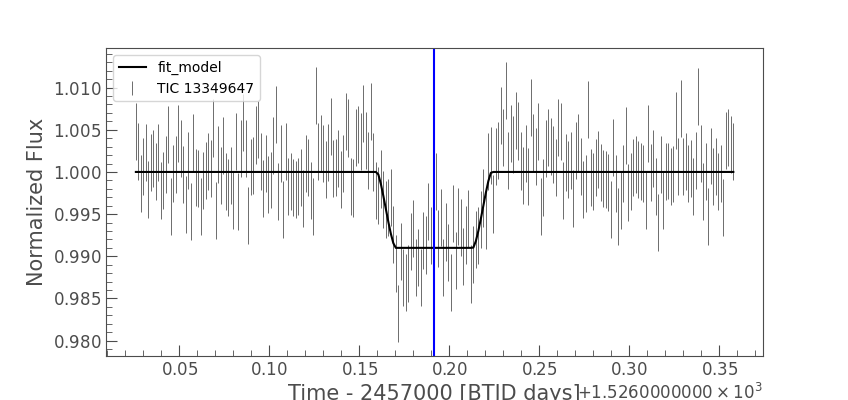 fit_model
TIC 13349647
1.010
1.005
1.000
0.995
0.990
0.985
0.980
Normalized Flux
0.05 0.10 0.15 0.20 0.25 0.30 0.35
Time - 2457000 [BTJD days]
+1.5260000000 × 10³